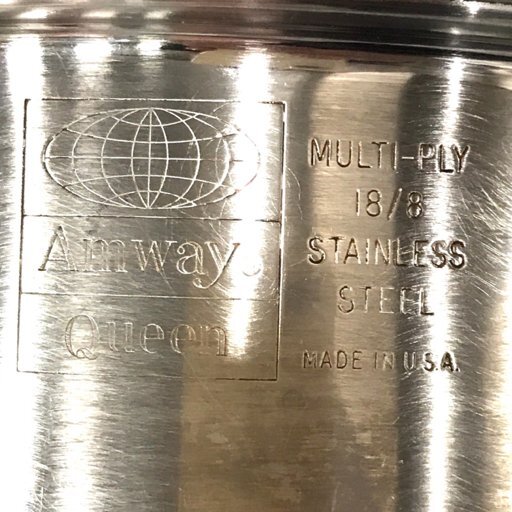 Amway.
Queen
MULTI-PLY
18/8
STAINLESS
STEEL
MADE IN U.S.A.